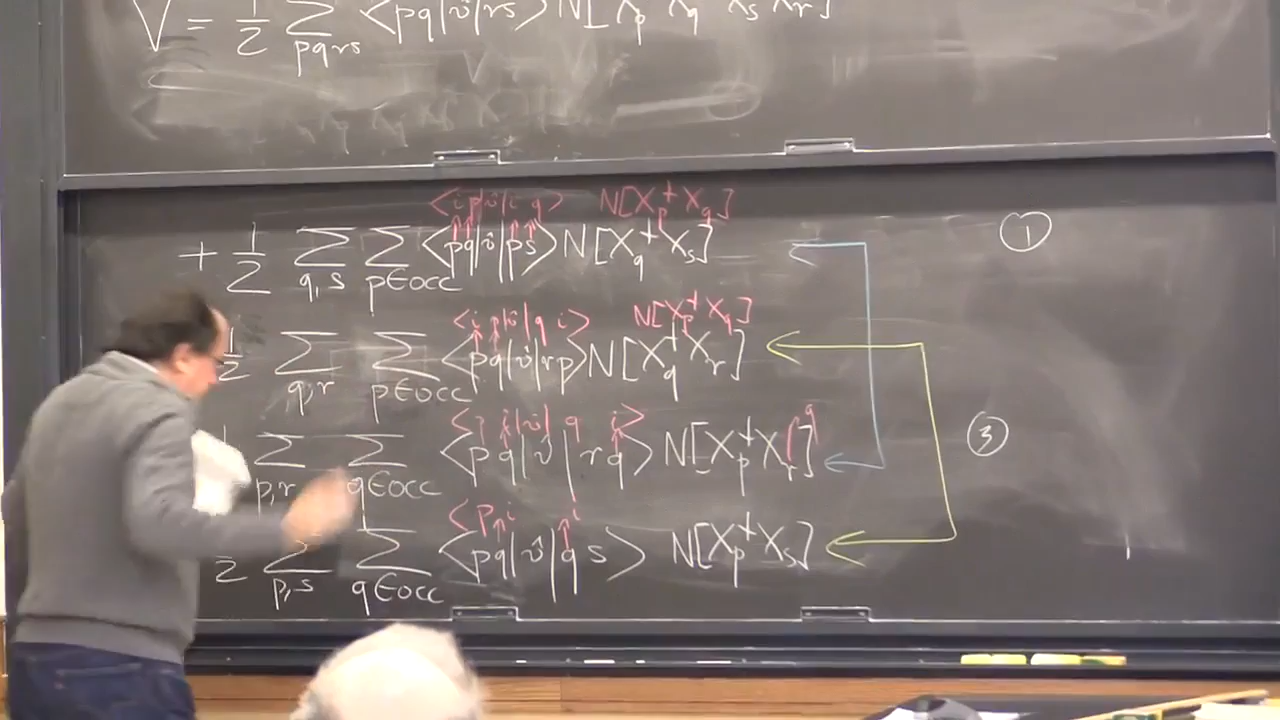 V = 1/2 Σ_{pqrs} <pq|v̂|rs> N[X_p^+ X_q^+ X_s X_r]
<ip|v̂|iq> N[X_p^+ X_q]
+ 1/2 Σ_{q,s} Σ_{p∈occ} <pq|v̂|ps> N[X_q^+ X_s] ①
<ip|v̂|qi> N[X_p^+ X_q]
1/2 Σ_{q,r} Σ_{p∈occ} <pq|v̂|rp> N[X_q^+ X_r]
i|v̂| q i> q
Σ_{p,r} Σ_{q∈occ} <pq|v̂|rq> N[X_p^+ X_r] ③
<p i i
2 Σ_{p,s} Σ_{q∈occ} <pq|v̂|qs> N[X_p^+ X_s]